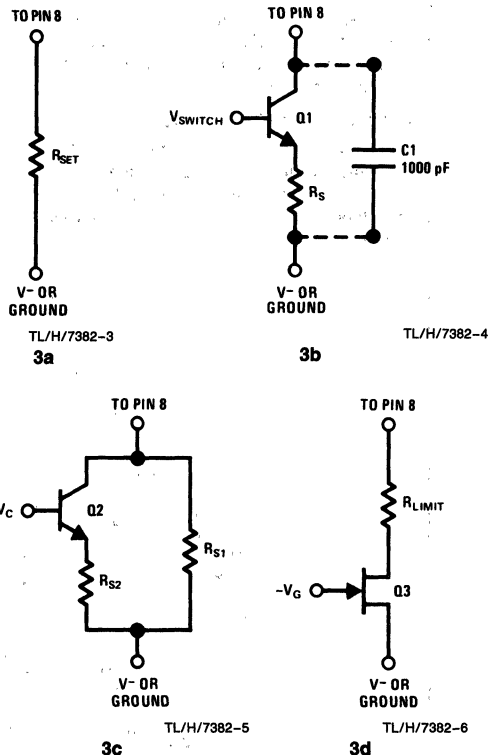 TO PIN 8
RSET
V- OR
GROUND
TL/H/7382-3
3a
TO PIN 8
VSWITCH
Q1
C1
1000 pF
RS
V- OR
GROUND
TL/H/7382-4
3b
TO PIN 8
VC
Q2
RS1
RS2
V- OR
GROUND
TL/H/7382-5
3c
TO PIN 8
RLIMIT
-VG
Q3
V- OR
GROUND
TL/H/7382-6
3d